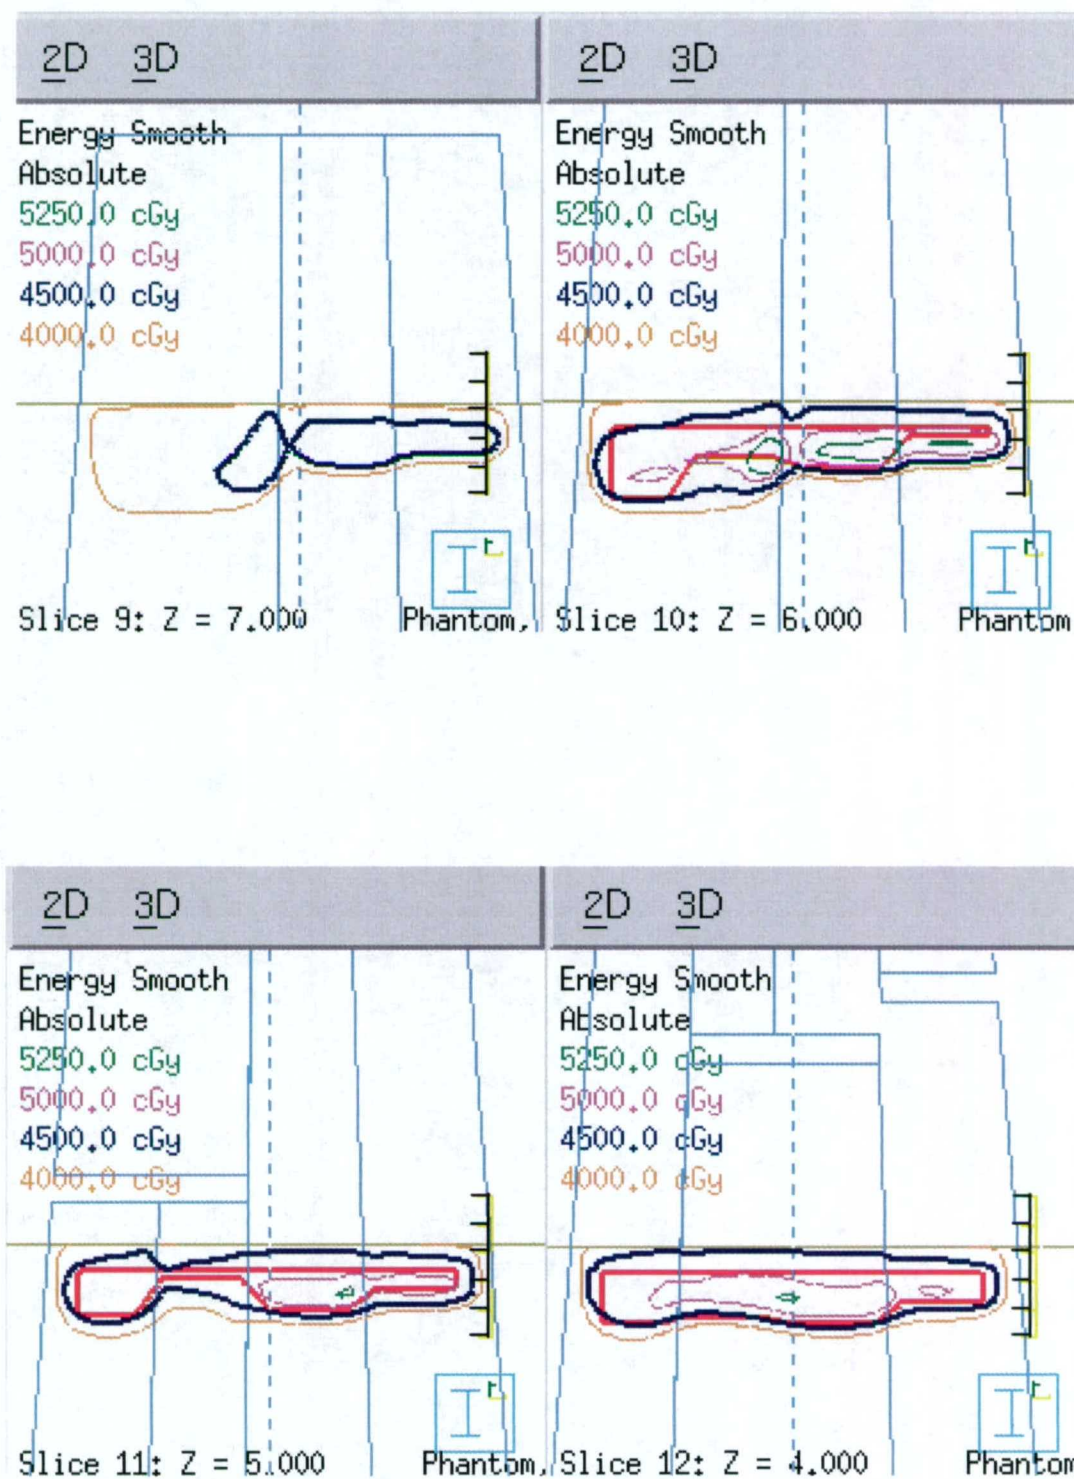 2D 3D
Energy Smooth
Absolute
5250.0 cGy
5000.0 cGy
4500.0 cGy
4000.0 cGy
Slice 9: Z = 7.000 Phantom,
2D 3D
Energy Smooth
Absolute
5250.0 cGy
5000.0 cGy
4500.0 cGy
4000.0 cGy
Slice 10: Z = 6.000 Phantom
2D 3D
Energy Smooth
Absolute
5250.0 cGy
5000.0 cGy
4500.0 cGy
4000.0 cGy
Slice 11: Z = 5.000 Phantom,
2D 3D
Energy Smooth
Absolute
5250.0 cGy
5000.0 cGy
4500.0 cGy
4000.0 cGy
Slice 12: Z = 4.000 Phantom